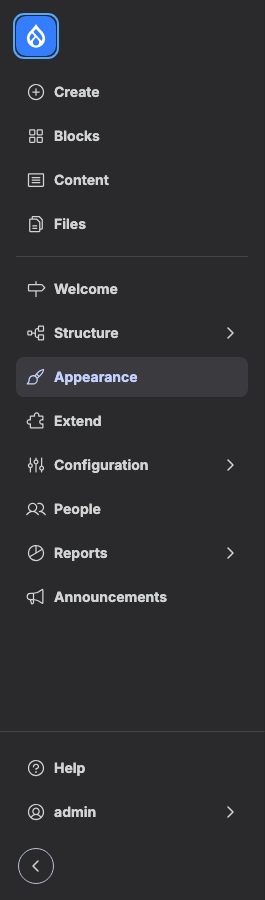 Create
Blocks
Content
Files
Welcome
Structure
Appearance
Extend
Configuration
People
Reports
Announcements
Help
admin